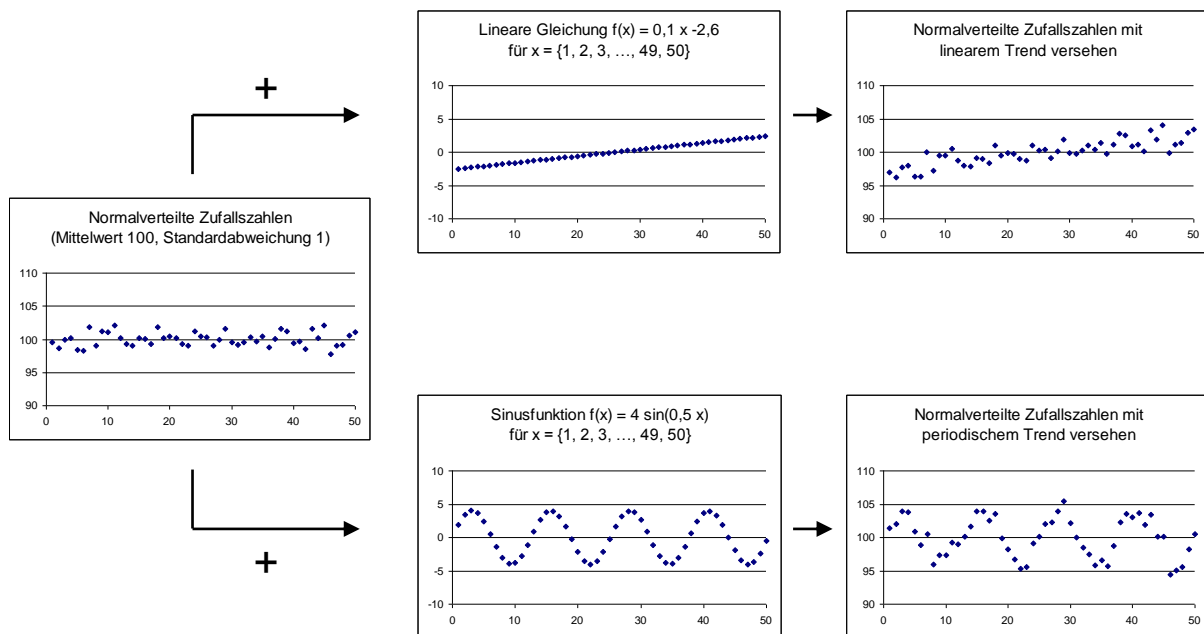 Lineare Gleichung f(x) = 0,1 x -2,6
für x = {1, 2, 3, …, 49, 50}
10
5
0
-5
-10
0 10 20 30 40 50
Normalverteilte Zufallszahlen mit
linearem Trend versehen
110
105
100
95
90
0 10 20 30 40 50
+
Normalverteilte Zufallszahlen
(Mittelwert 100, Standardabweichung 1)
110
105
100
95
90
0 10 20 30 40 50
+
Sinusfunktion f(x) = 4 sin(0,5 x)
für x = {1, 2, 3, …, 49, 50}
10
5
0
-5
-10
0 10 20 30 40 50
Normalverteilte Zufallszahlen mit
periodischem Trend versehen
110
105
100
95
90
0 10 20 30 40 50